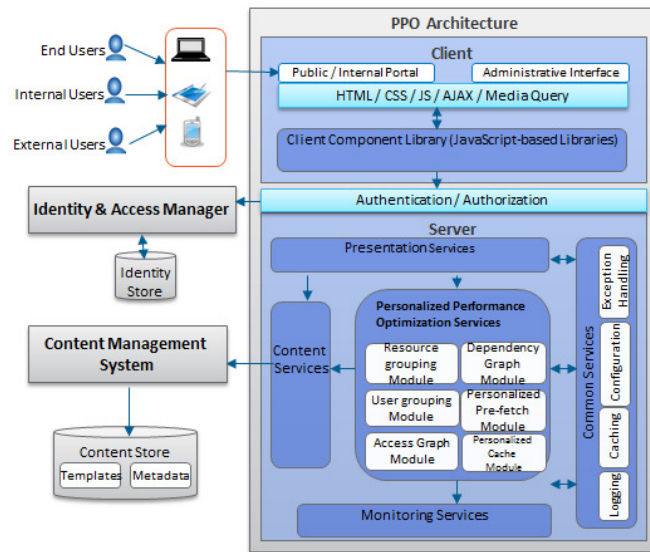 PPO Architecture
Client
Public / Internal Portal
Administrative Interface
HTML / CSS / JS / AJAX / Media Query
Client Component Library (JavaScript-based Libraries)
End Users
Internal Users
External Users
Authentication / Authorization
Identity & Access Manager
Identity
Store
Server
Presentation Services
Content
Services
Personalized Performance
Optimization Services
Resource
grouping
Module
Dependency
Graph Module
User grouping
Module
Personalized
Pre-fetch
Module
Access Graph
Module
Personalized
Cache Module
Common Services
Exception
Handling
Configuration
Caching
Logging
Monitoring Services
Content Management
System
Content Store
Templates
Metadata